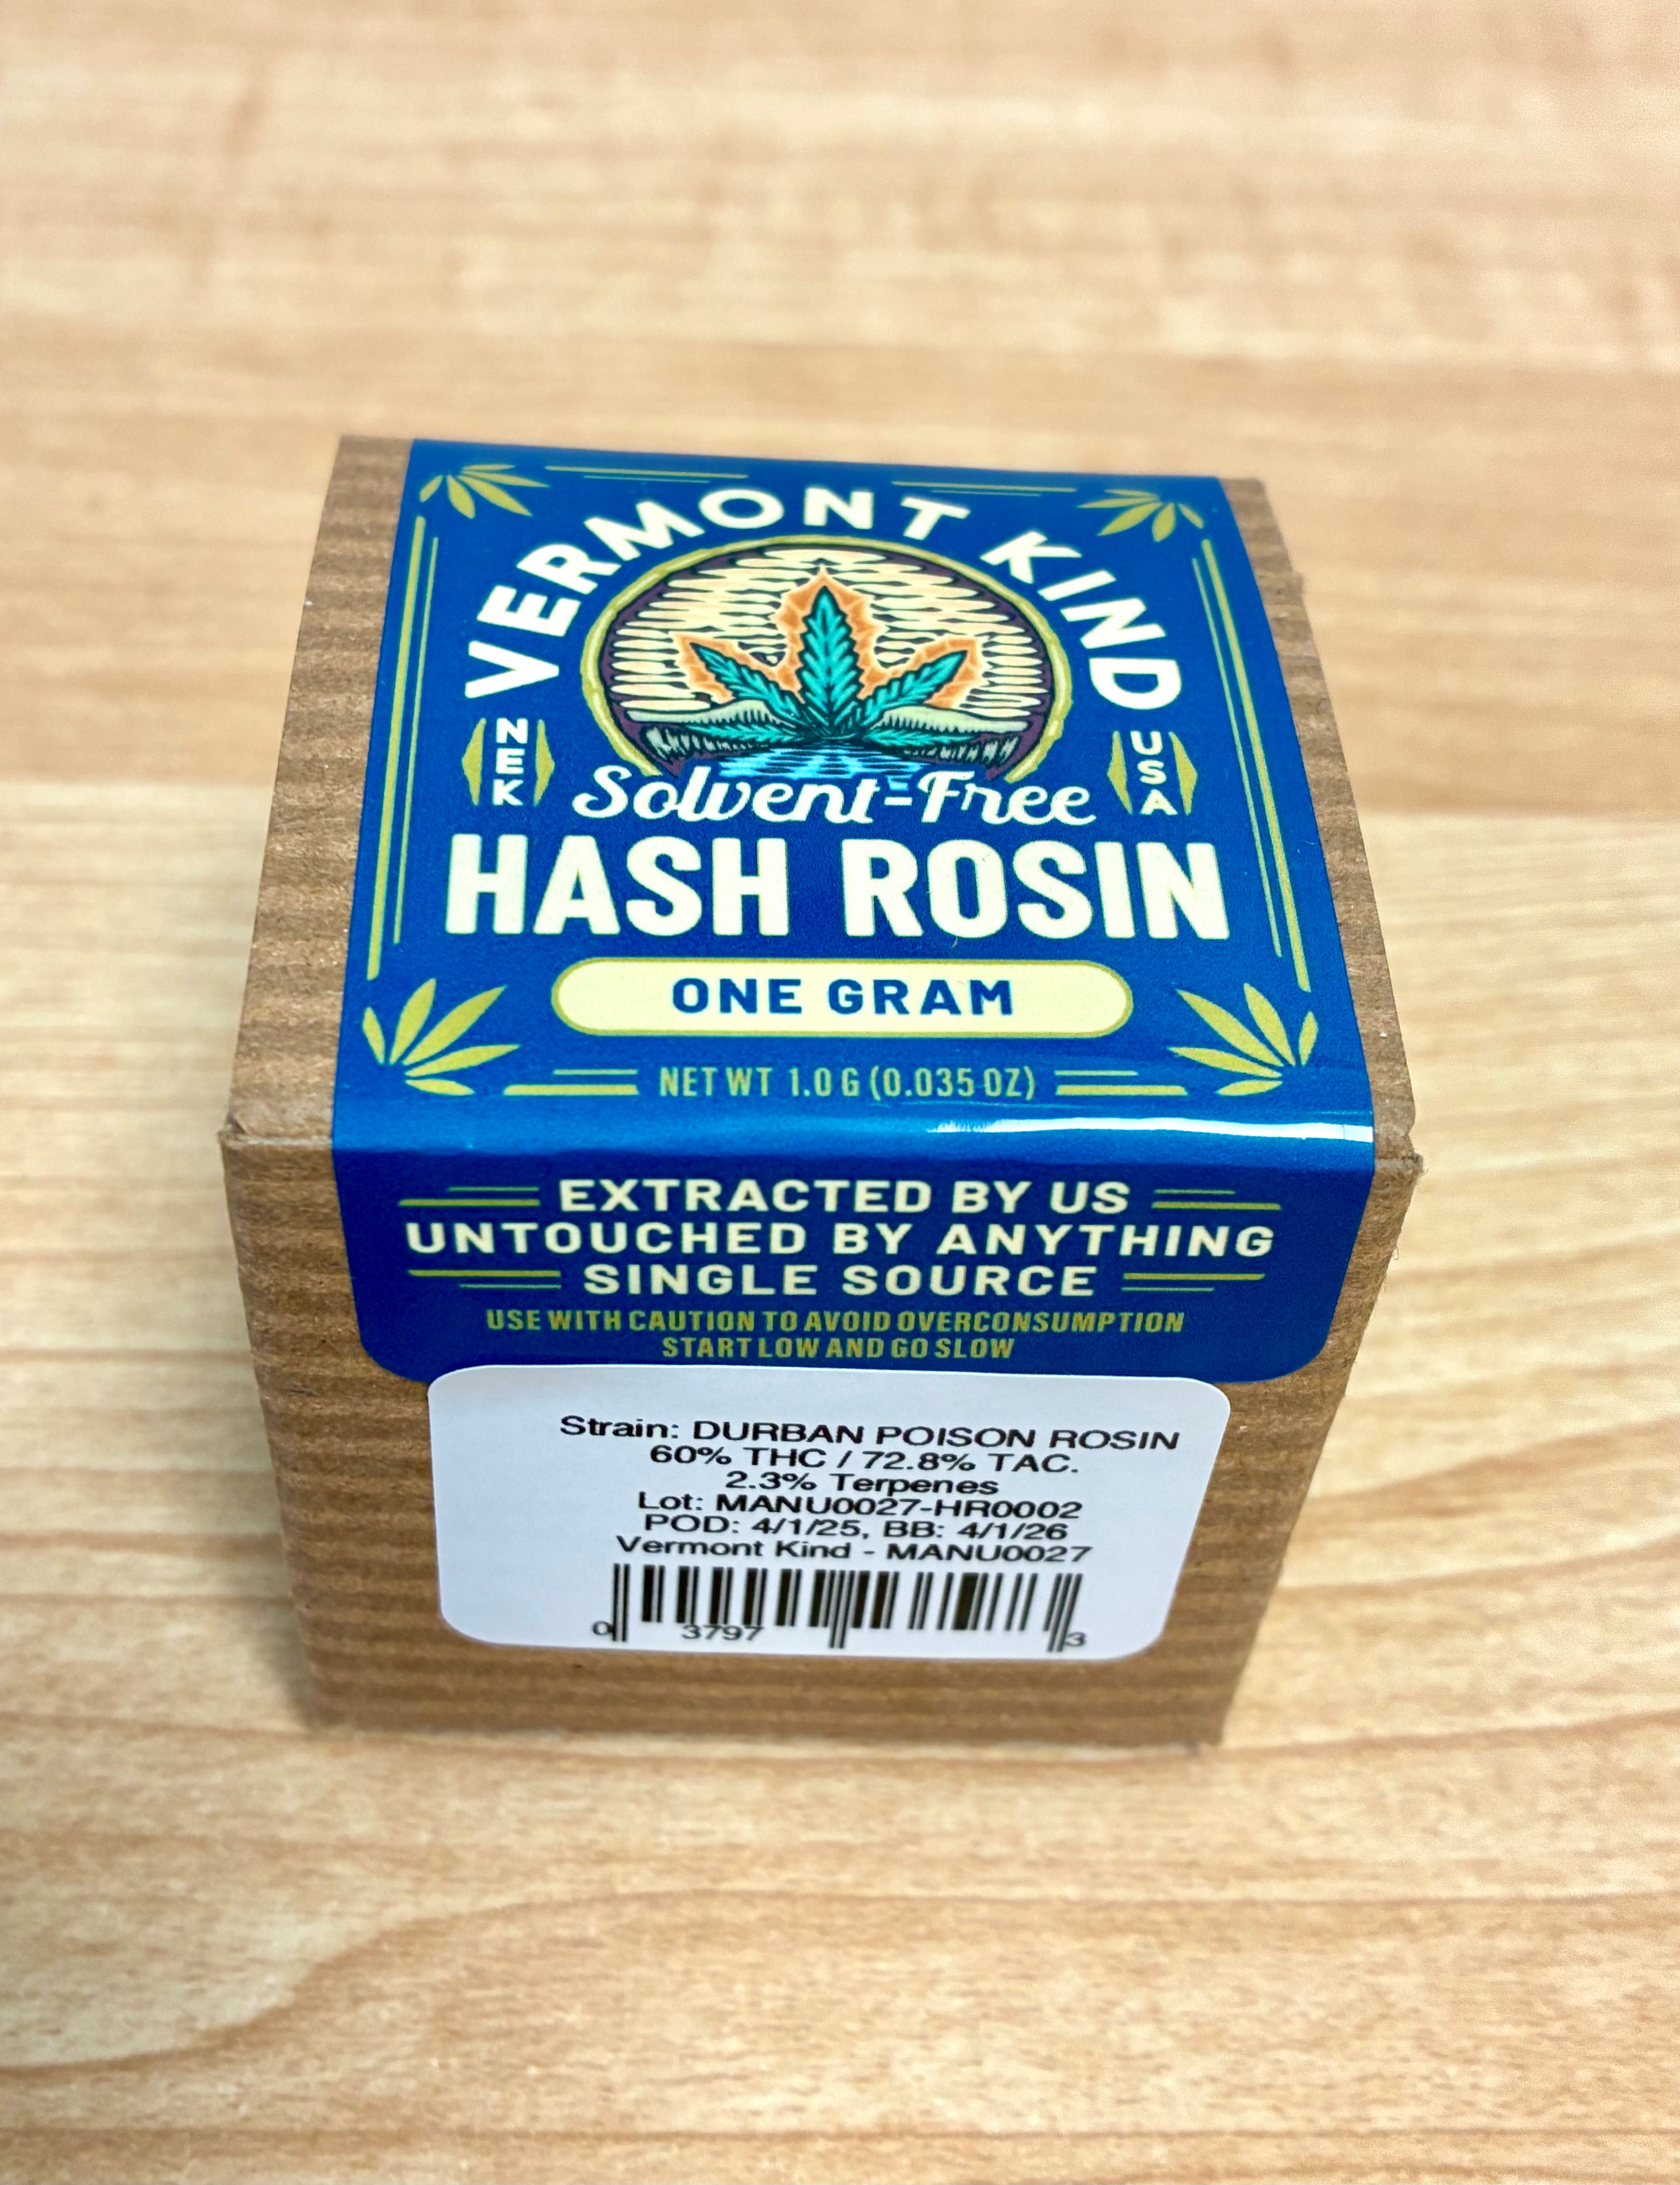 VERMONT KIND
NEK
USA
Solvent-Free
HASH ROSIN
ONE GRAM
NET WT 1.0 G (0.035 OZ)
EXTRACTED BY US
UNTOUCHED BY ANYTHING
SINGLE SOURCE
USE WITH CAUTION TO AVOID OVERCONSUMPTION
START LOW AND GO SLOW
Strain: DURBAN POISON ROSIN
60% THC / 72.8% TAC.
2.3% Terpenes
Lot: MANU0027-HR0002
POD: 4/1/25, BB: 4/1/26
Vermont Kind - MANU0027
0 3797 3